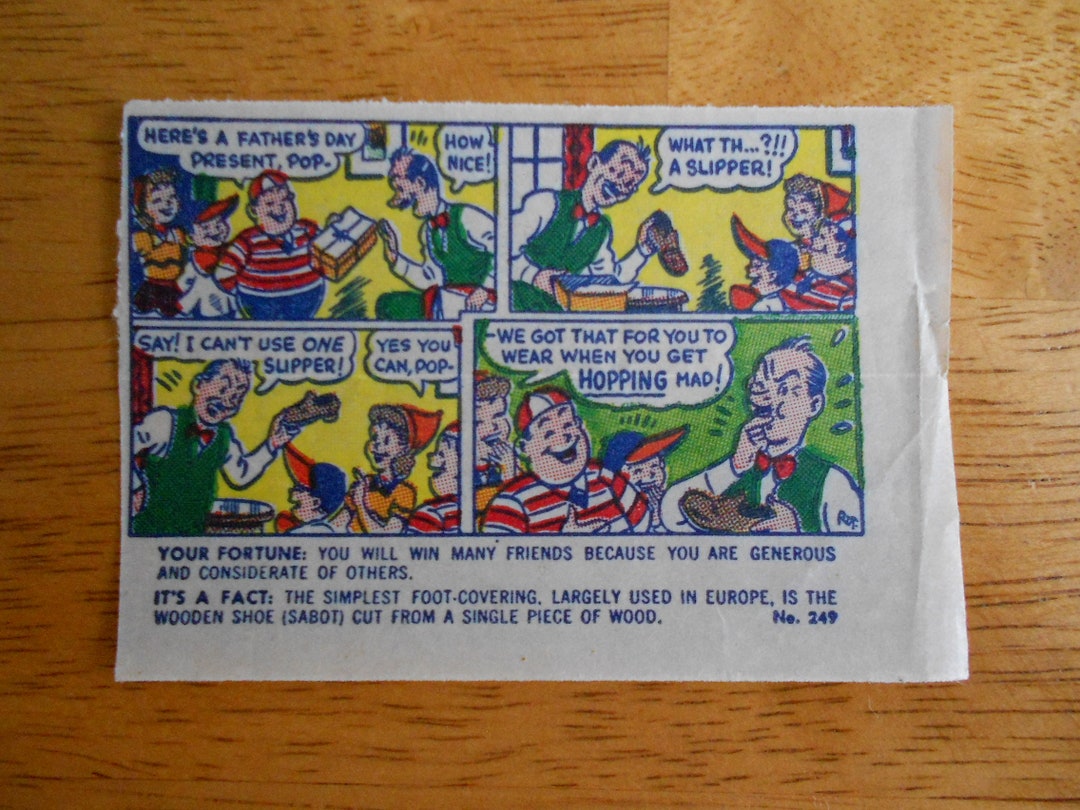 HERE'S A FATHER'S DAY
PRESENT, POP-
HOW
NICE!
WHAT TH...?!!
A SLIPPER!
SAY! I CAN'T USE ONE
SLIPPER!
YES YOU
CAN, POP-
-WE GOT THAT FOR YOU TO
WEAR WHEN YOU GET
HOPPING MAD!
YOUR FORTUNE: YOU WILL WIN MANY FRIENDS BECAUSE YOU ARE GENEROUS
AND CONSIDERATE OF OTHERS.
IT'S A FACT: THE SIMPLEST FOOT-COVERING, LARGELY USED IN EUROPE, IS THE
WOODEN SHOE (SABOT) CUT FROM A SINGLE PIECE OF WOOD. No. 249